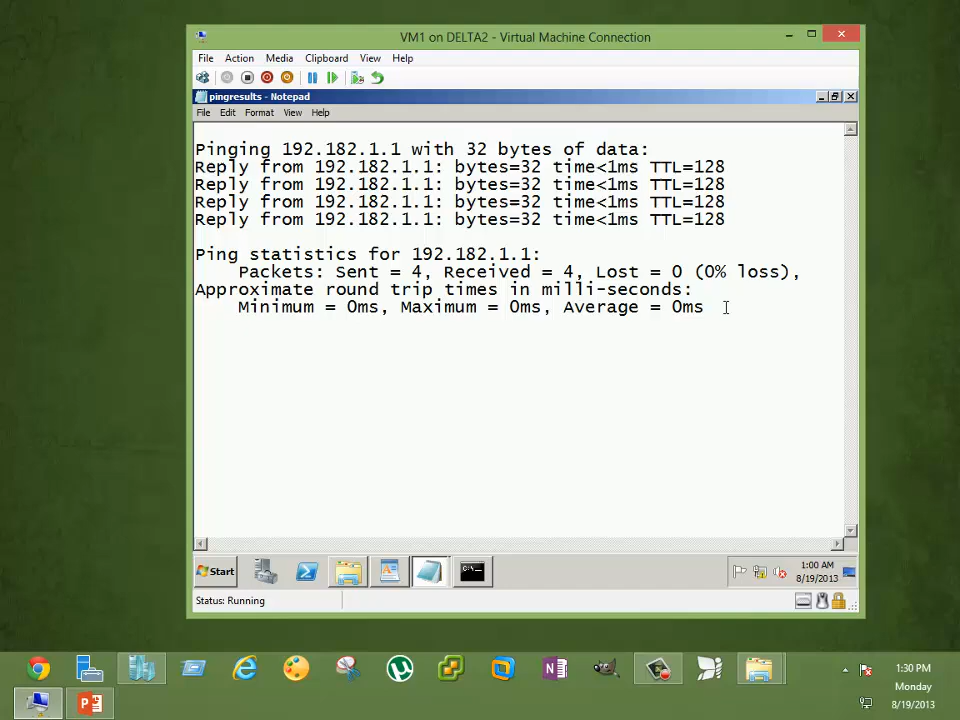 VM1 on DELTA2 - Virtual Machine Connection
File Action Media Clipboard View Help
pingresults - Notepad
File Edit Format View Help
Pinging 192.182.1.1 with 32 bytes of data:
Reply from 192.182.1.1: bytes=32 time<1ms TTL=128
Reply from 192.182.1.1: bytes=32 time<1ms TTL=128
Reply from 192.182.1.1: bytes=32 time<1ms TTL=128
Reply from 192.182.1.1: bytes=32 time<1ms TTL=128
Ping statistics for 192.182.1.1:
Packets: Sent = 4, Received = 4, Lost = 0 (0% loss),
Approximate round trip times in milli-seconds:
Minimum = 0ms, Maximum = 0ms, Average = 0ms
Start
C:\>_
1:00 AM
8/19/2013
Status: Running
1:30 PM
Monday
8/19/2013